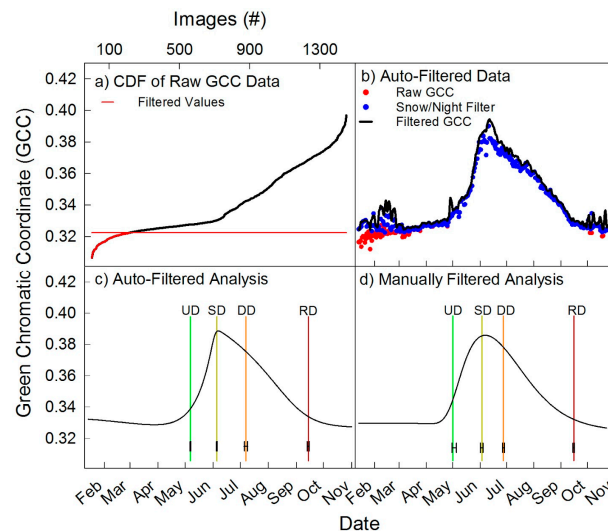 Images (#)
100 500 900 1300
Green Chromatic Coordinate (GCC)
0.42
0.40
0.38
0.36
0.34
0.32
a) CDF of Raw GCC Data
Filtered Values
b) Auto-Filtered Data
Raw GCC
Snow/Night Filter
Filtered GCC
0.42
0.40
0.38
0.36
0.34
0.32
c) Auto-Filtered Analysis
UD SD DD RD
d) Manually Filtered Analysis
UD SD DD RD
Feb Mar Apr May Jun Jul Aug Sep Oct Nov
Feb Mar Apr May Jun Jul Aug Sep Oct Nov
Date